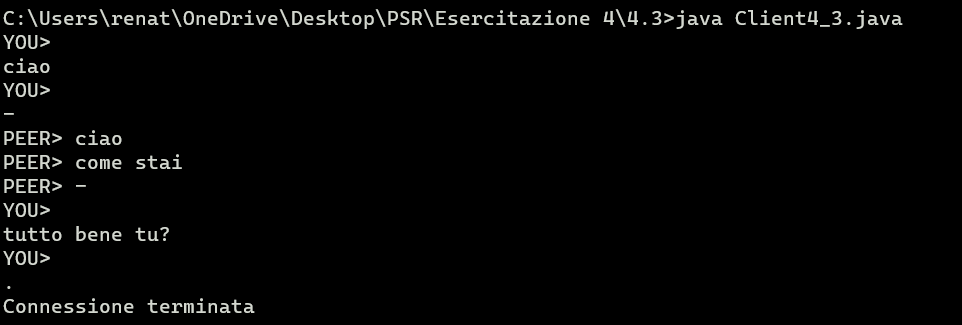 C:\Users\renat\OneDrive\Desktop\PSR\Esercitazione 4\4.3>java Client4_3.java
YOU>
ciao
YOU>
-
PEER> ciao
PEER> come stai
PEER> -
YOU>
tutto bene tu?
YOU>
.
Connessione terminata